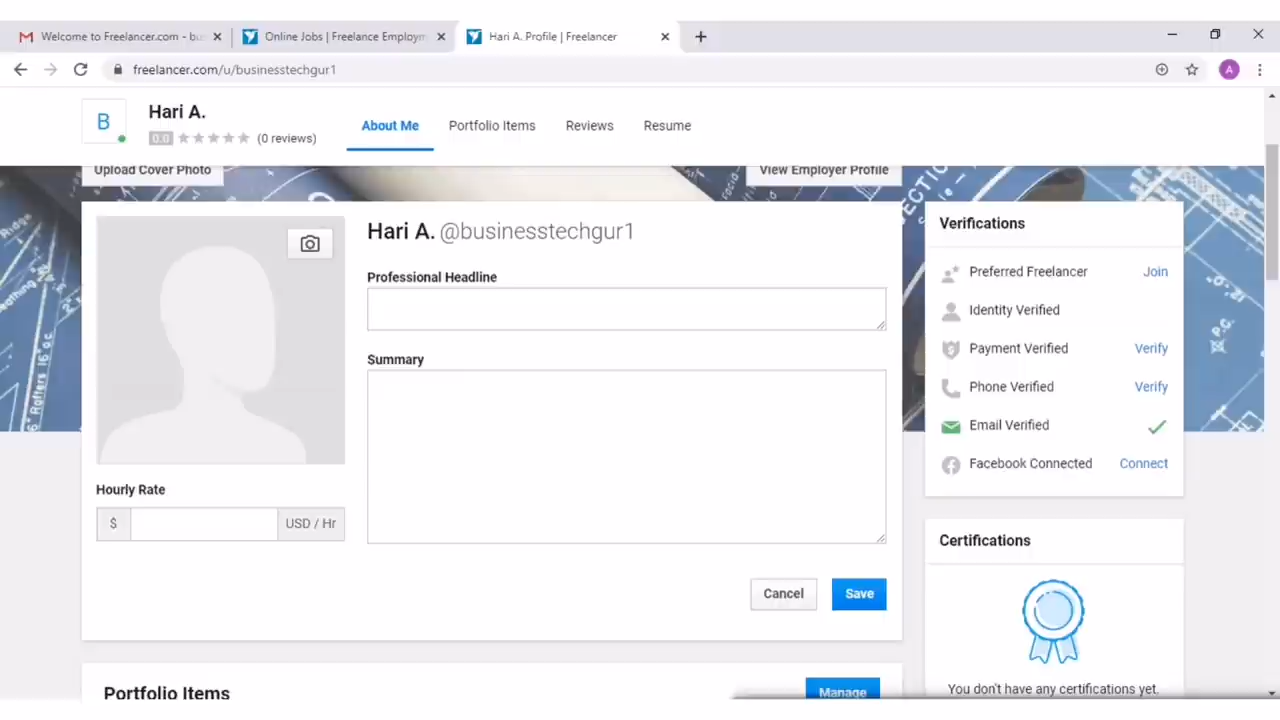 Welcome to Freelancer.com - bu
Online Jobs | Freelance Employm
Hari A. Profile | Freelancer
freelancer.com/u/businesstechgur1
A
B
Hari A.
0.0
(0 reviews)
About Me
Portfolio Items
Reviews
Resume
Upload Cover Photo
View Employer Profile
Hari A. @businesstechgur1
Professional Headline
Summary
Hourly Rate
$
USD / Hr
Cancel
Save
Verifications
Preferred Freelancer
Join
Identity Verified
Payment Verified
Verify
Phone Verified
Verify
Email Verified
Facebook Connected
Connect
Certifications
You don't have any certifications yet.
Portfolio Items
Manage